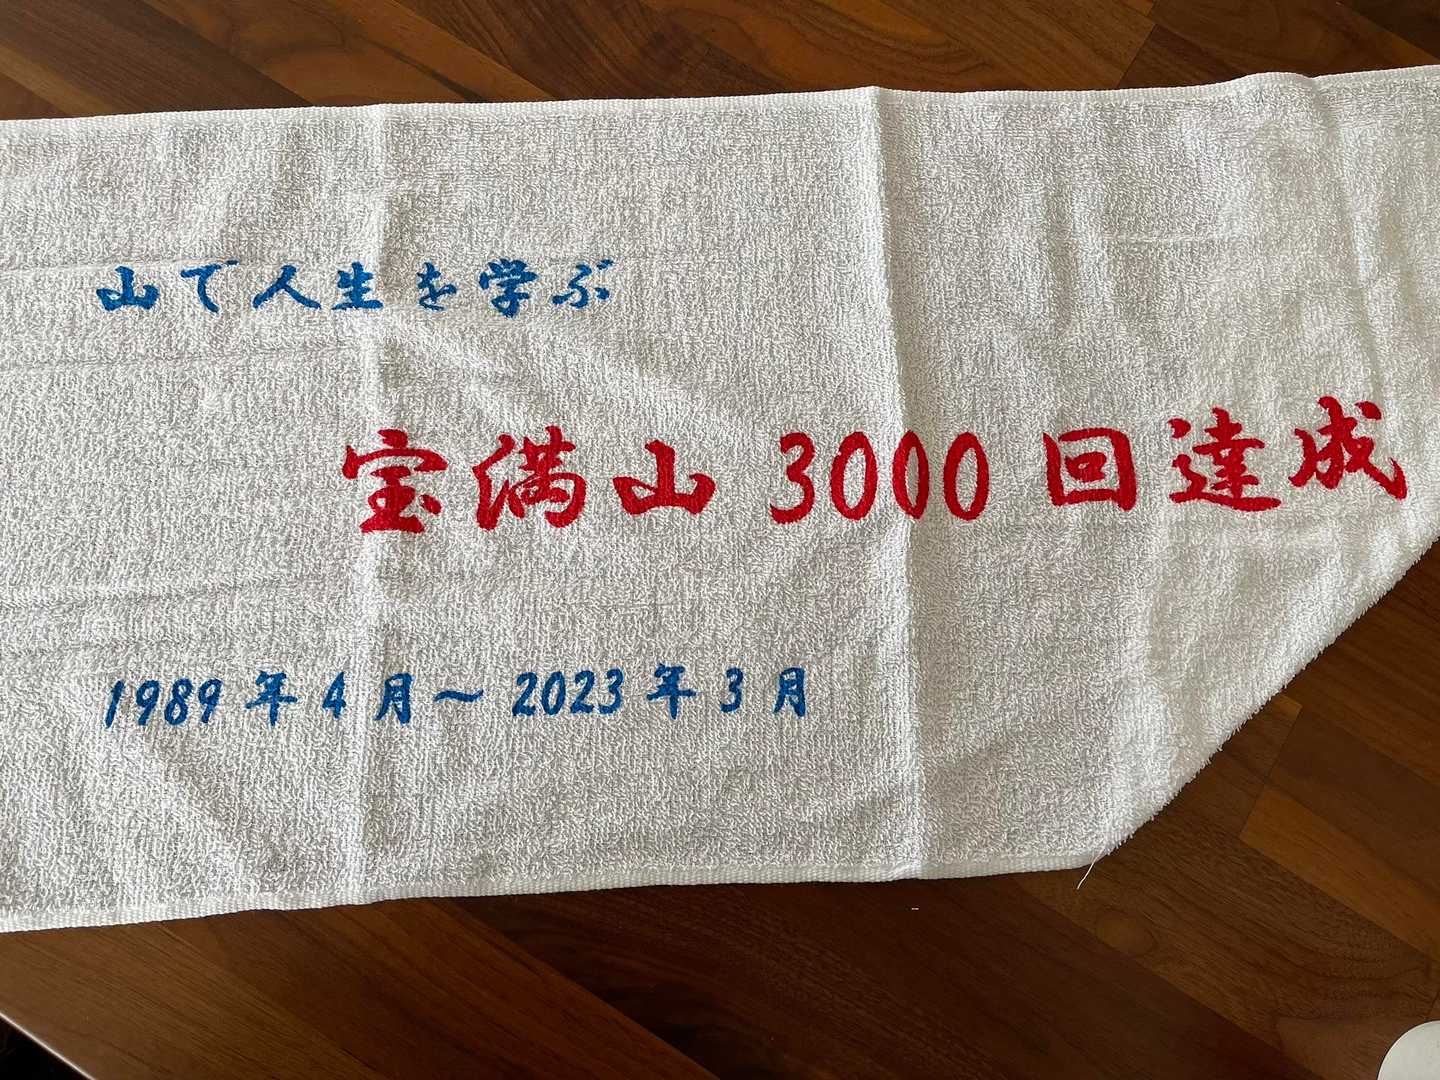 山で人生を学ぶ
宝満山 3000 回達成
1989 年 4 月～ 2023 年 3 月